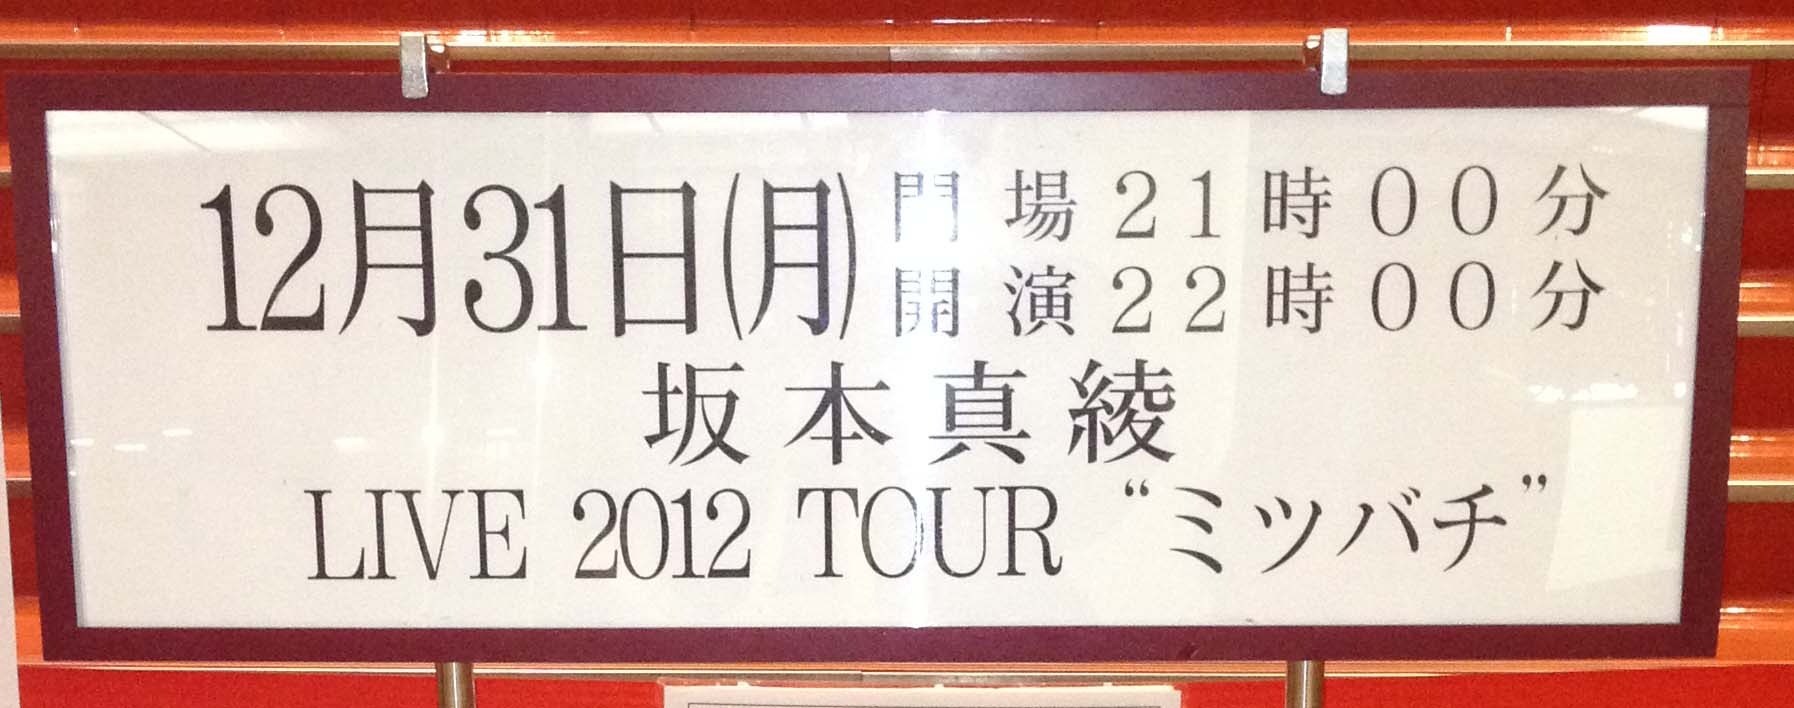 12月31日(月)
開場21時00分
開演22時00分
坂本真綾
LIVE 2012 TOUR “ミツバチ”